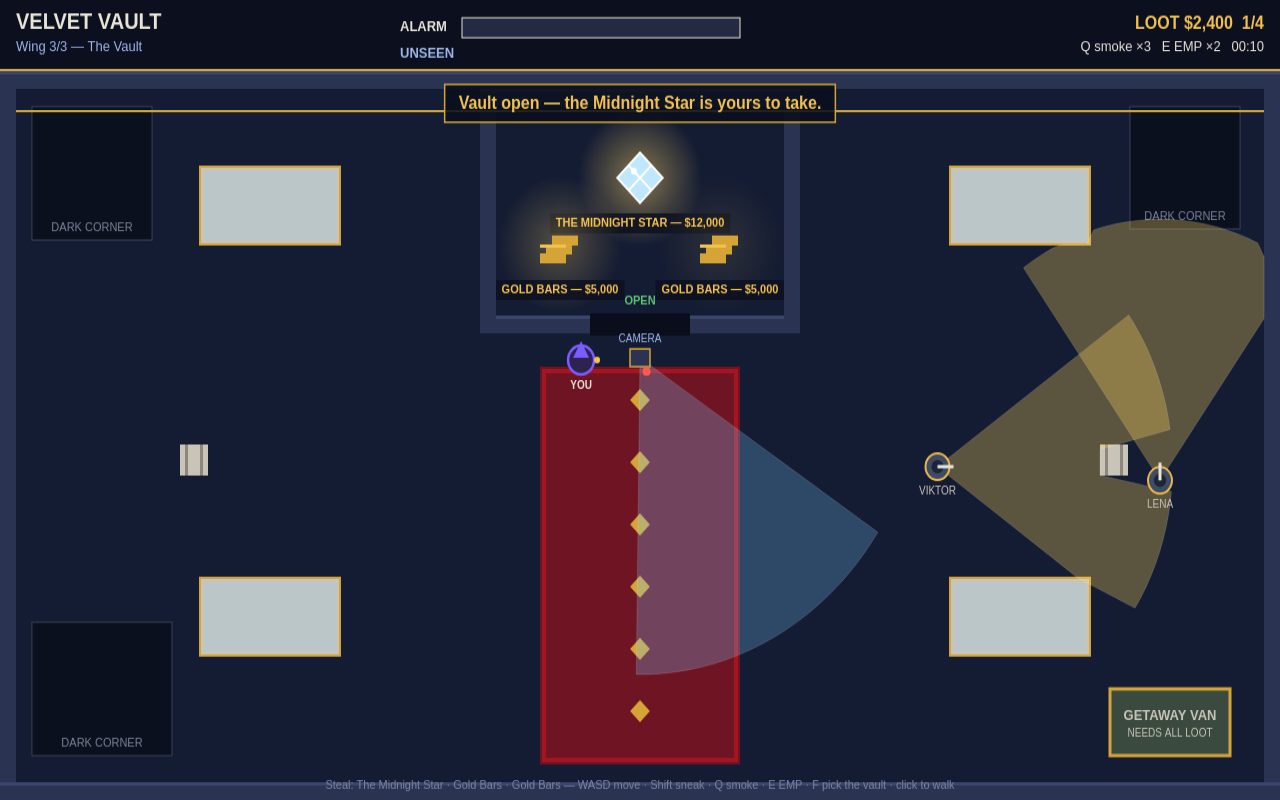 VELVET VAULT
Wing 3/3 — The Vault
ALARM
UNSEEN
LOOT $2,400 1/4
Q smoke ×3 E EMP ×2 00:10
Vault open — the Midnight Star is yours to take.
DARK CORNER
DARK CORNER
THE MIDNIGHT STAR — $12,000
GOLD BARS — $5,000
GOLD BARS — $5,000
OPEN
CAMERA
YOU
VIKTOR
LENA
DARK CORNER
GETAWAY VAN
NEEDS ALL LOOT
Steal: The Midnight Star · Gold Bars · Gold Bars — WASD move · Shift sneak · Q smoke · E EMP · F pick the vault · click to walk